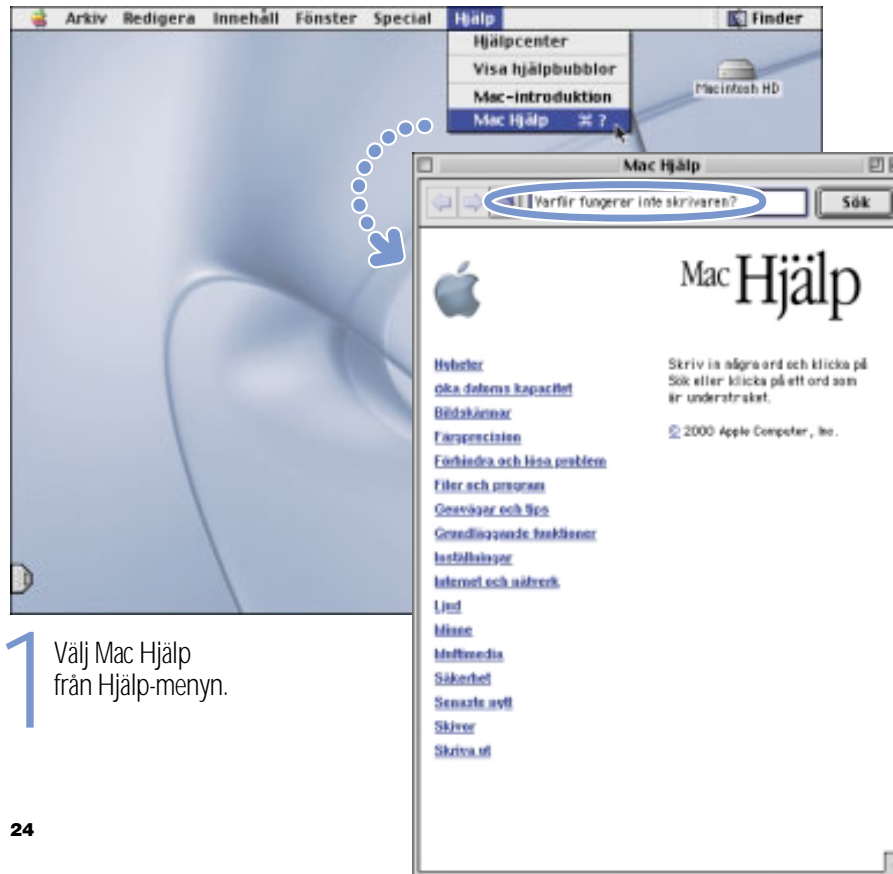 Arkiv Redigera Innehåll Fönster Special Hjälp Finder
Hjälpcenter
Visa hjälpbubblor
Mac-introduktion
Mac Hjälp ⌘ ?
Macintosh HD
Mac Hjälp
Varför fungerar inte skrivaren?
Sök
Mac Hjälp
Skriv in några ord och klicka på
Sök eller klicka på ett ord som
är understruket.
© 2000 Apple Computer, Inc.
Nyheter
öka datorns kapacitet
Bildskärmar
Färgprecision
Förhindra och lösa problem
Filer och program
Genvägar och tips
Grundläggande funktioner
Inställningar
Internet och nätverk
Ljud
Minne
Multimedia
Säkerhet
Senaste nytt
Skivor
Skriva ut
1 Välj Mac Hjälp
från Hjälp-menyn.
24